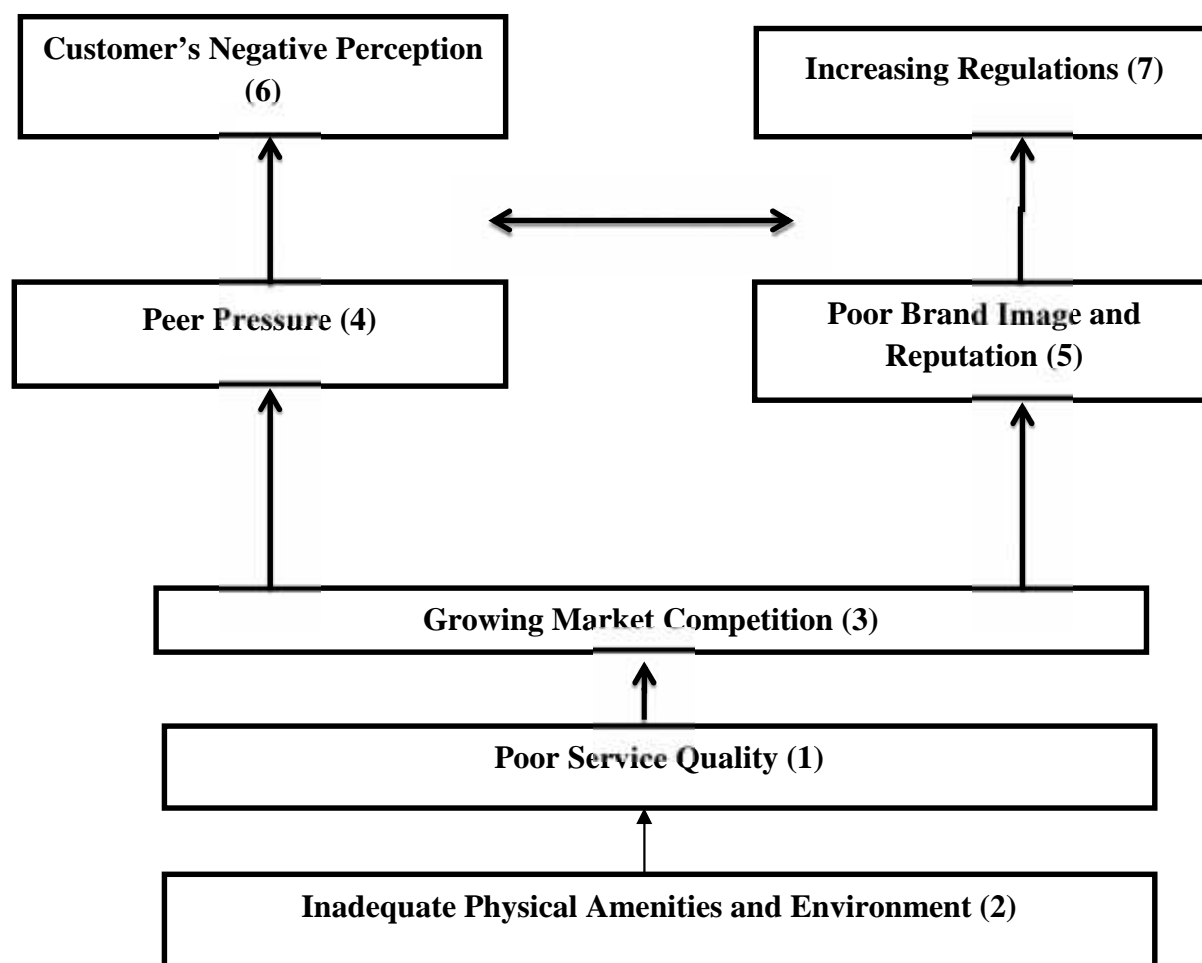 Customer’s Negative Perception
(6)
Increasing Regulations (7)
Peer Pressure (4)
Poor Brand Image and
Reputation (5)
Growing Market Competition (3)
Poor Service Quality (1)
Inadequate Physical Amenities and Environment (2)